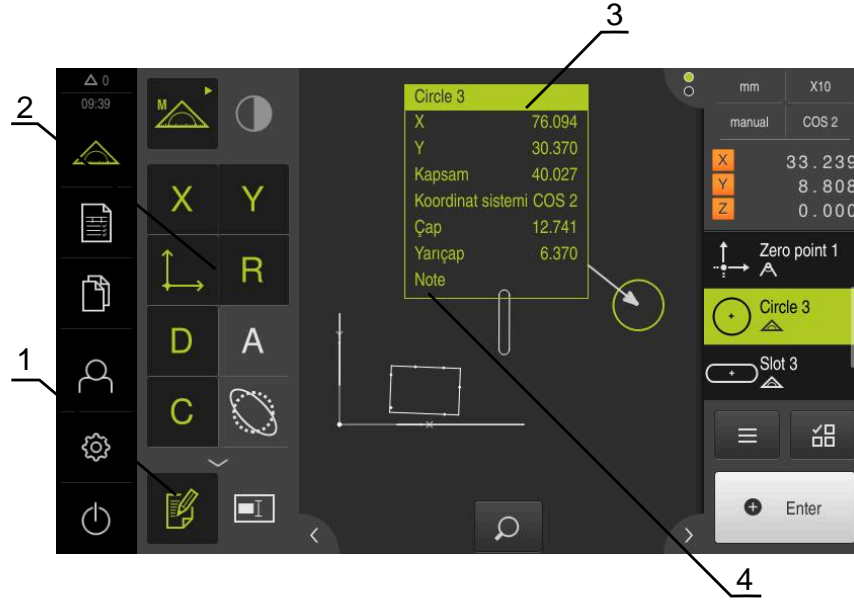 3
△ 0
09:39
2
M
X Y
R
D A
C
1
Circle 3
X 76.094
Y 30.370
Kapsam 40.027
Koordinat sistemi COS 2
Çap 12.741
Yarıçap 6.370
Note
mm X10
manual COS 2
X 33.239
Y 8.808
Z 0.000
Zero point 1
Circle 3
Slot 3
Enter
4